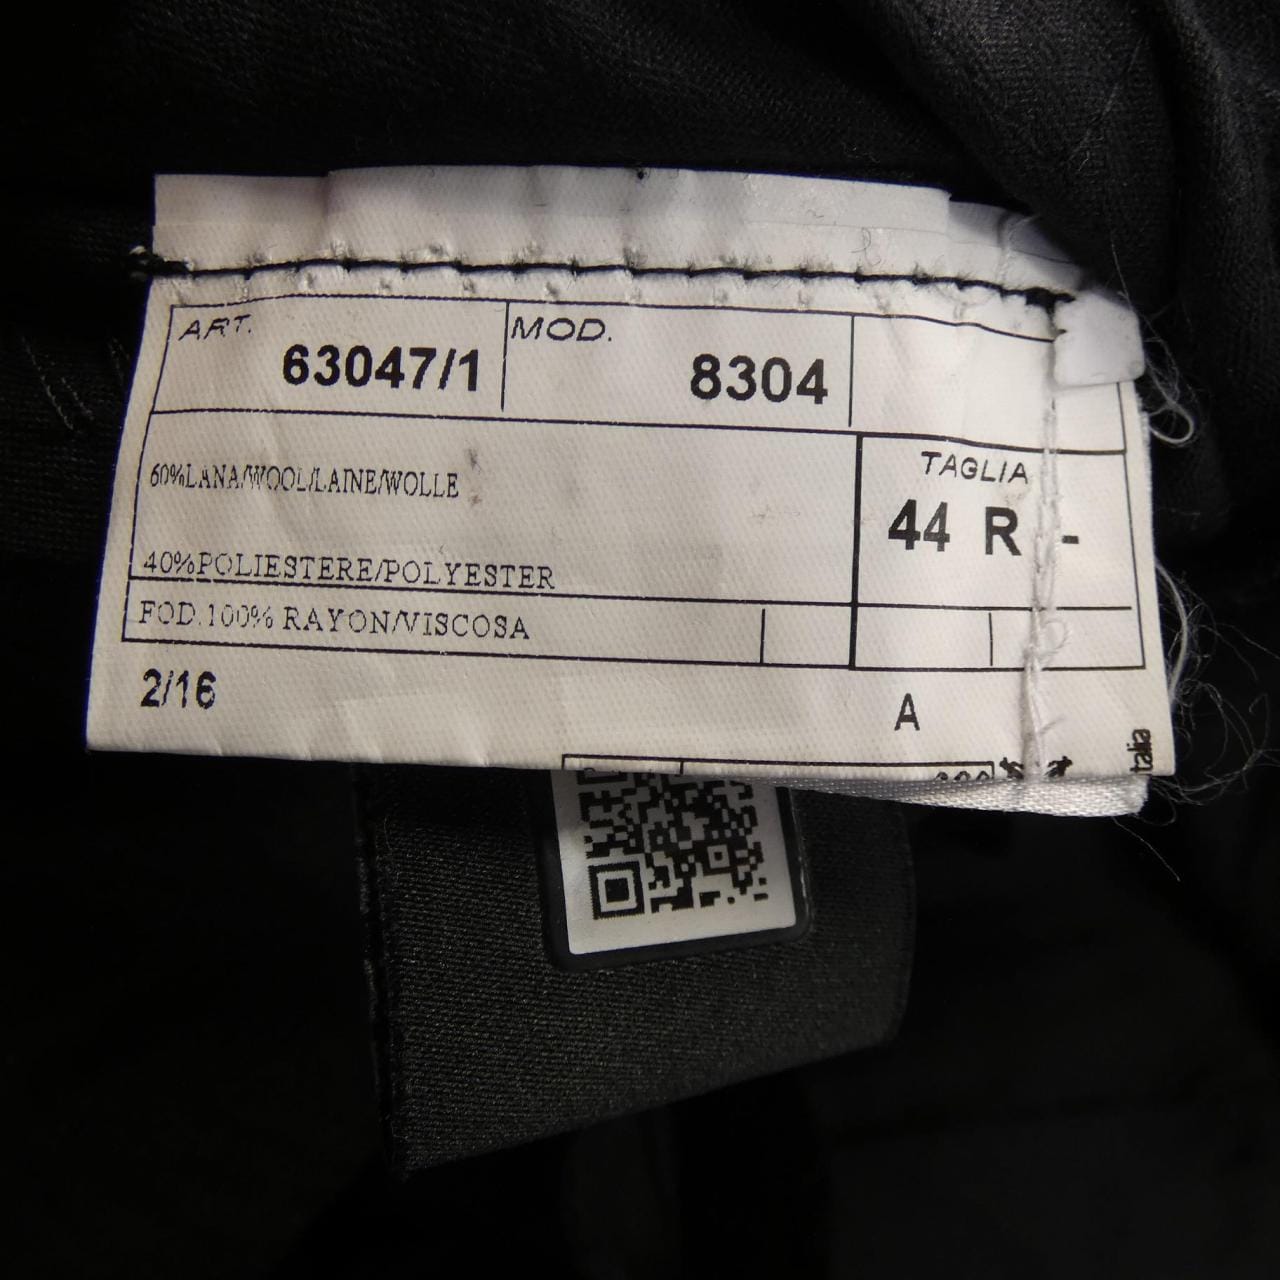 ART. 63047/1 MOD. 8304
60%LANA/WOOL/LAINE/WOLLE
TAGLIA
44 R -
40%POLIESTERE/POLYESTER
FOD.100% RAYON/VISCOSA
2/16 A